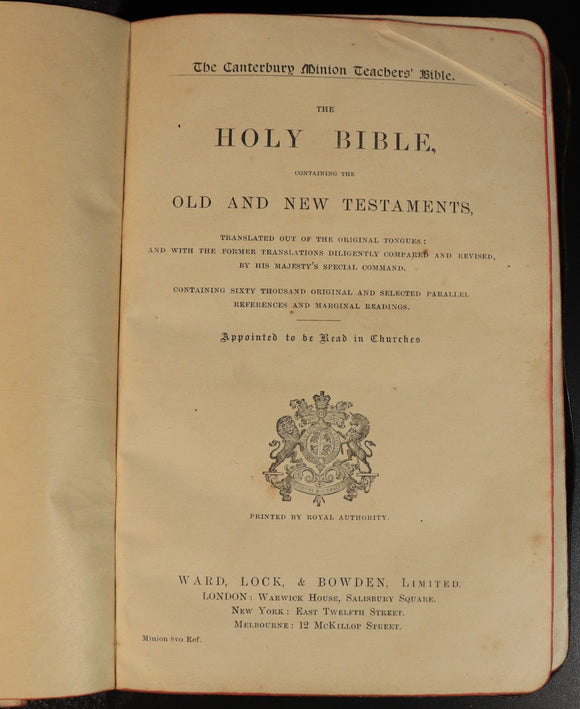 The Canterbury Minion Teachers' Bible.
THE
HOLY BIBLE,
CONTAINING THE
OLD AND NEW TESTAMENTS,
TRANSLATED OUT OF THE ORIGINAL TONGUES:
AND WITH THE FORMER TRANSLATIONS DILIGENTLY COMPARED AND REVISED,
BY HIS MAJESTY'S SPECIAL COMMAND.
CONTAINING SIXTY THOUSAND ORIGINAL AND SELECTED PARALLEL
REFERENCES AND MARGINAL READINGS.
Appointed to be Read in Churches
PRINTED BY ROYAL AUTHORITY.
WARD, LOCK, & BOWDEN, LIMITED.
LONDON: WARWICK HOUSE, SALISBURY SQUARE.
NEW YORK: EAST TWELFTH STREET.
MELBOURNE: 12 MCKILLOP STREET.
Minion 8vo Ref.